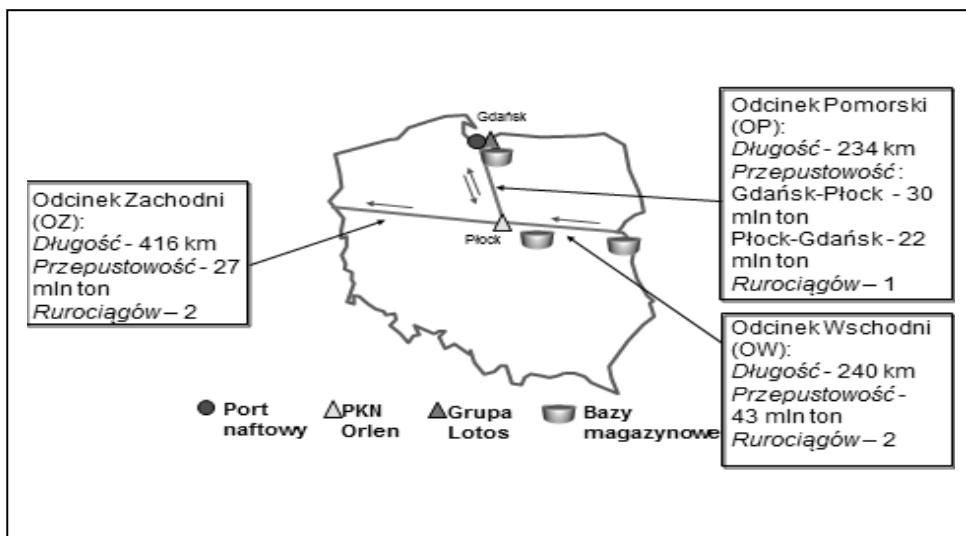 Gdańsk
Płock
Odcinek Zachodni
(OZ):
Długość - 416 km
Przepustowość - 27
mln ton
Rurociągów – 2
Odcinek Pomorski
(OP):
Długość - 234 km
Przepustowość :
Gdańsk-Płock - 30
mln ton
Płock-Gdańsk - 22
mln ton
Rurociągów – 1
Odcinek Wschodni
(OW):
Długość - 240 km
Przepustowość -
43 mln ton
Rurociągów – 2
Port
naftowy
PKN
Orlen
Grupa
Lotos
Bazy
magazynowe